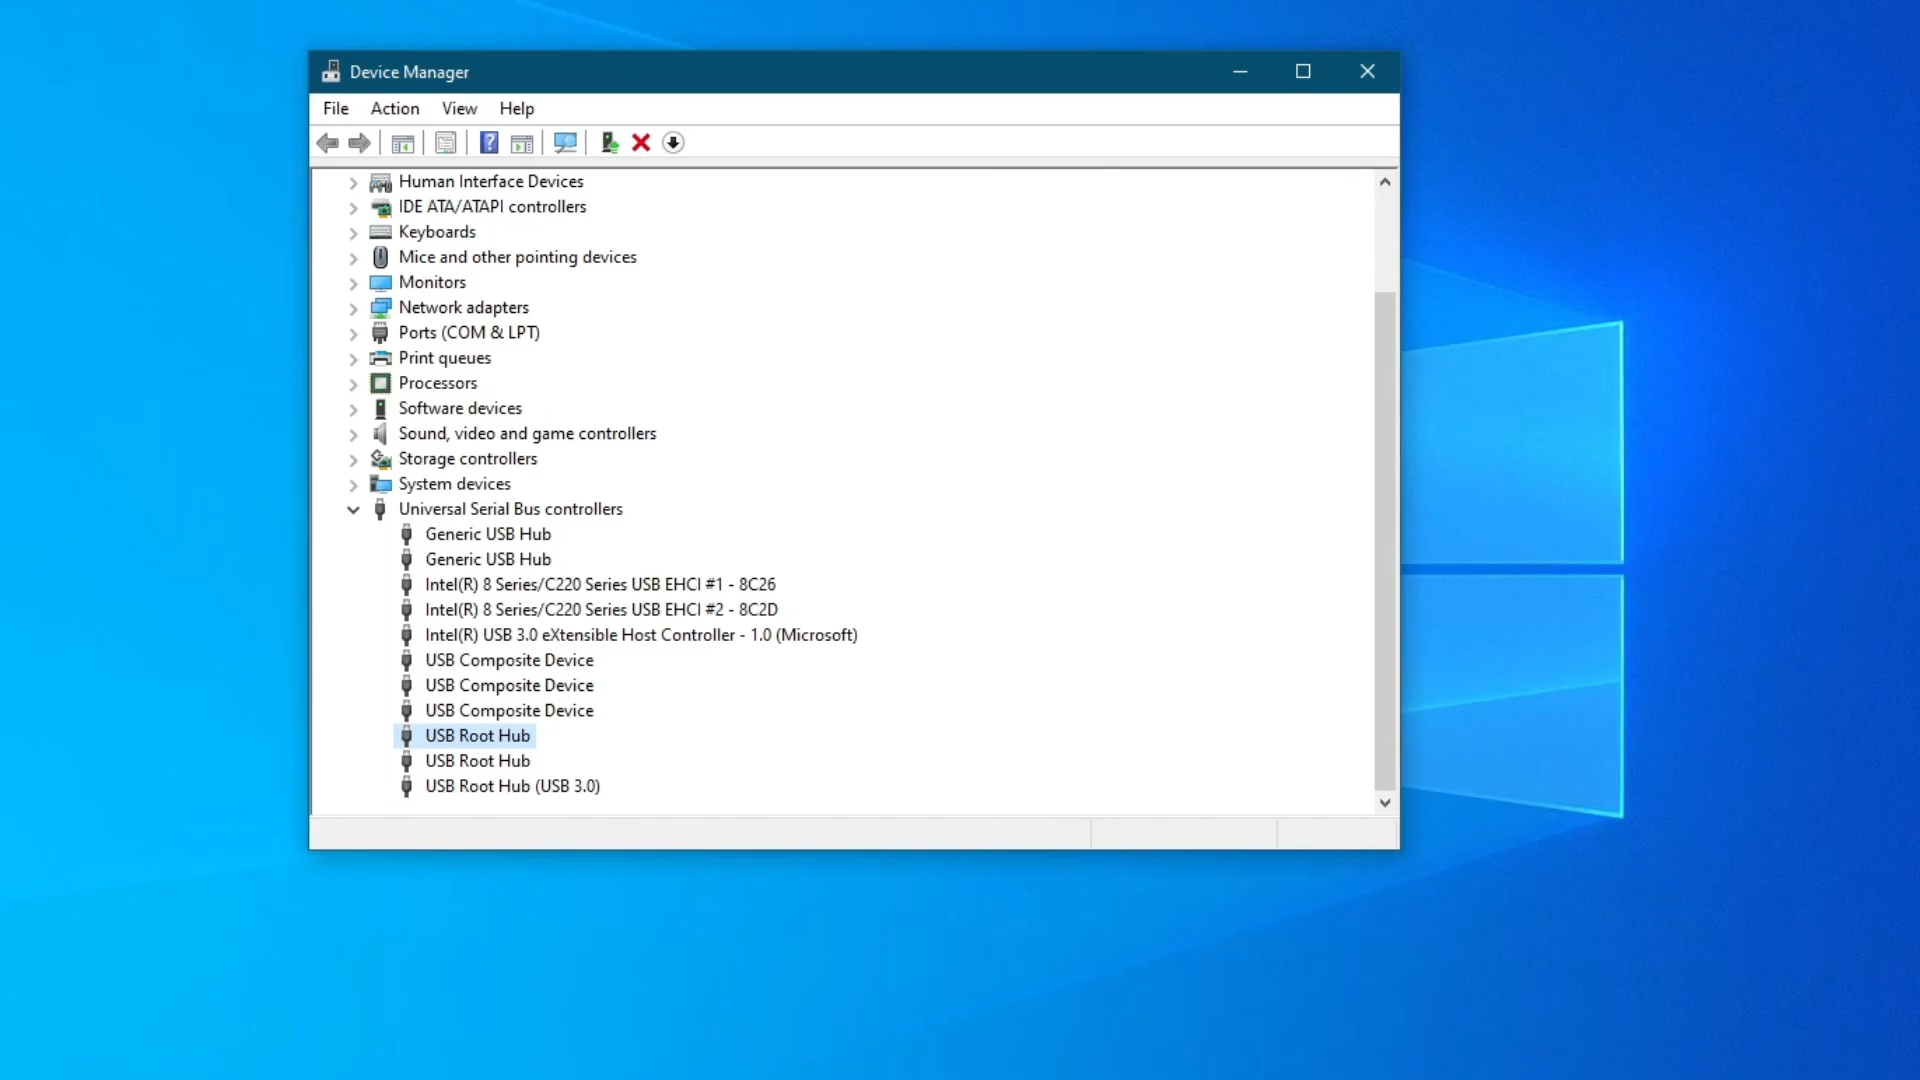 Device Manager
File Action View Help
Human Interface Devices
IDE ATA/ATAPI controllers
Keyboards
Mice and other pointing devices
Monitors
Network adapters
Ports (COM & LPT)
Print queues
Processors
Software devices
Sound, video and game controllers
Storage controllers
System devices
Universal Serial Bus controllers
Generic USB Hub
Generic USB Hub
Intel(R) 8 Series/C220 Series USB EHCI #1 - 8C26
Intel(R) 8 Series/C220 Series USB EHCI #2 - 8C2D
Intel(R) USB 3.0 eXtensible Host Controller - 1.0 (Microsoft)
USB Composite Device
USB Composite Device
USB Composite Device
USB Root Hub
USB Root Hub
USB Root Hub (USB 3.0)